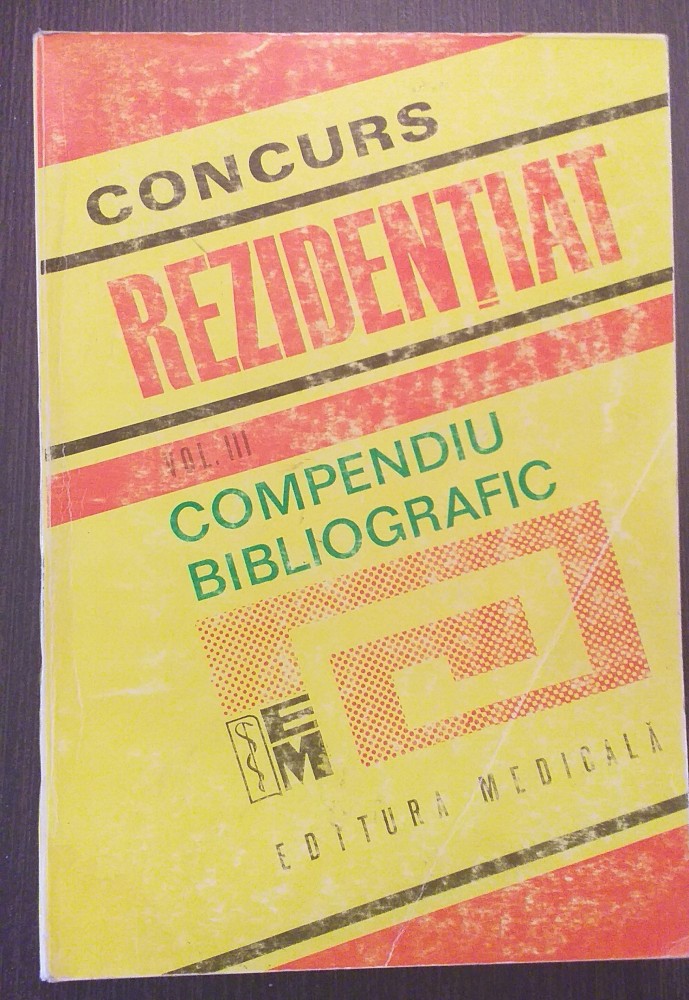 CONCURS
REZIDENȚIAT
VOL. III
COMPENDIU
BIBLIOGRAFIC
EM
EDITURA MEDICALĂ